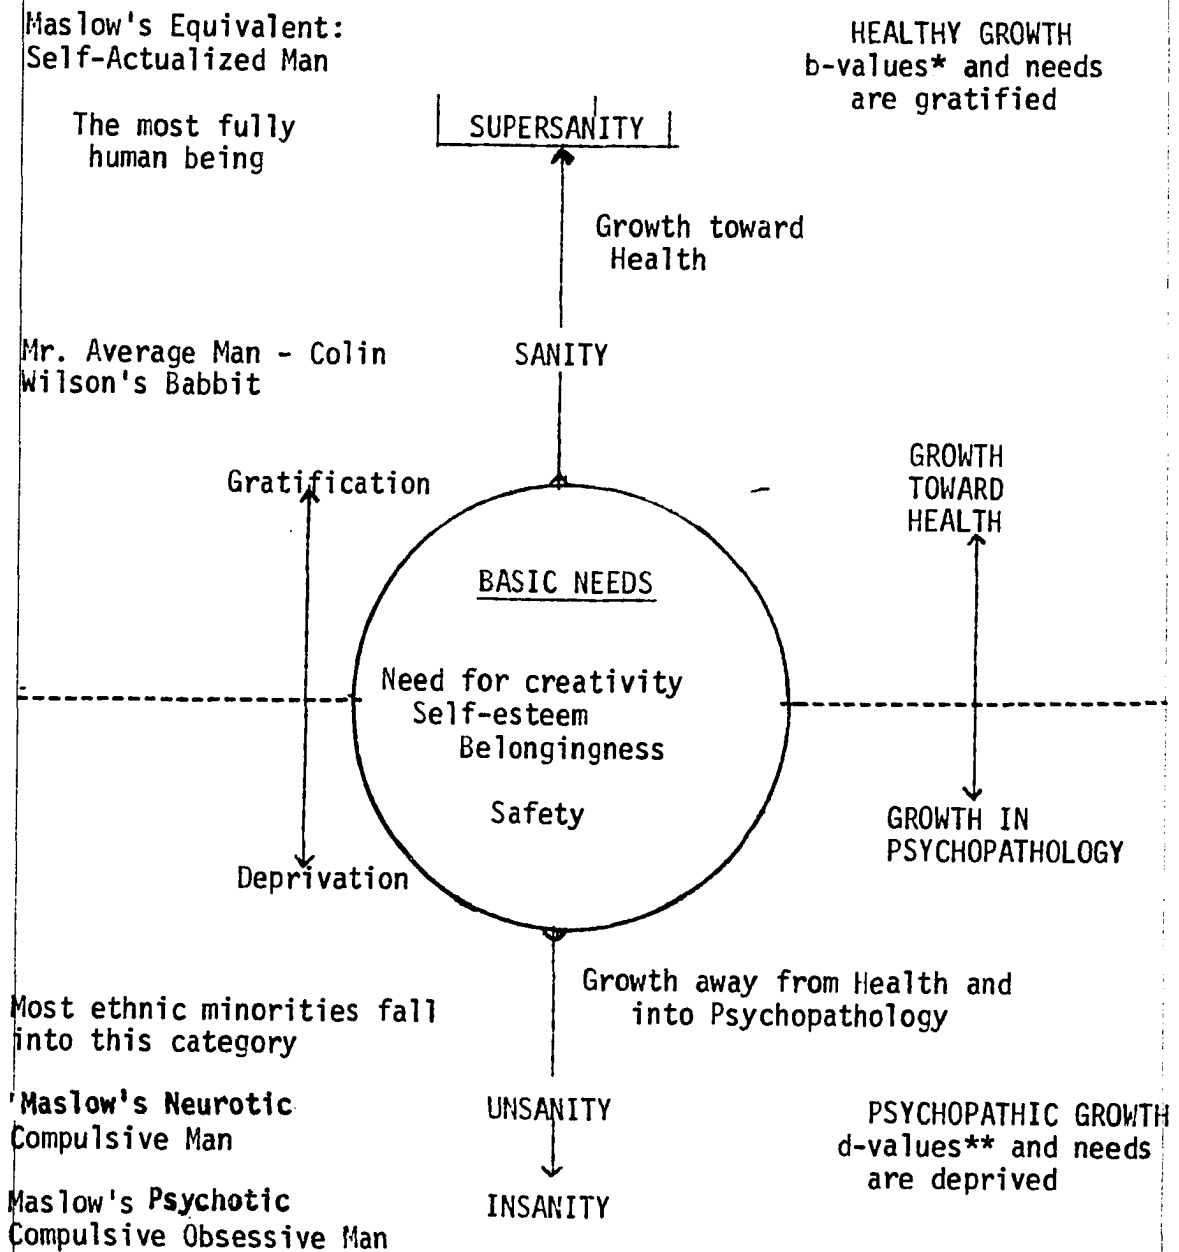 Maslow's Equivalent:
Self-Actualized Man
HEALTHY GROWTH
b-values* and needs
are gratified
The most fully
human being
SUPERSANITY
Growth toward
Health
Mr. Average Man - Colin
Wilson's Babbit
SANITY
Gratification
GROWTH
TOWARD
HEALTH
BASIC NEEDS
Need for creativity
Self-esteem
Belongingness
Safety
Deprivation
GROWTH IN
PSYCHOPATHOLOGY
Growth away from Health and
into Psychopathology
Most ethnic minorities fall
into this category
'Maslow's Neurotic
Compulsive Man
UNSANITY
PSYCHOPATHIC GROWTH
d-values** and needs
are deprived
Maslow's Psychotic
Compulsive Obsessive Man
INSANITY